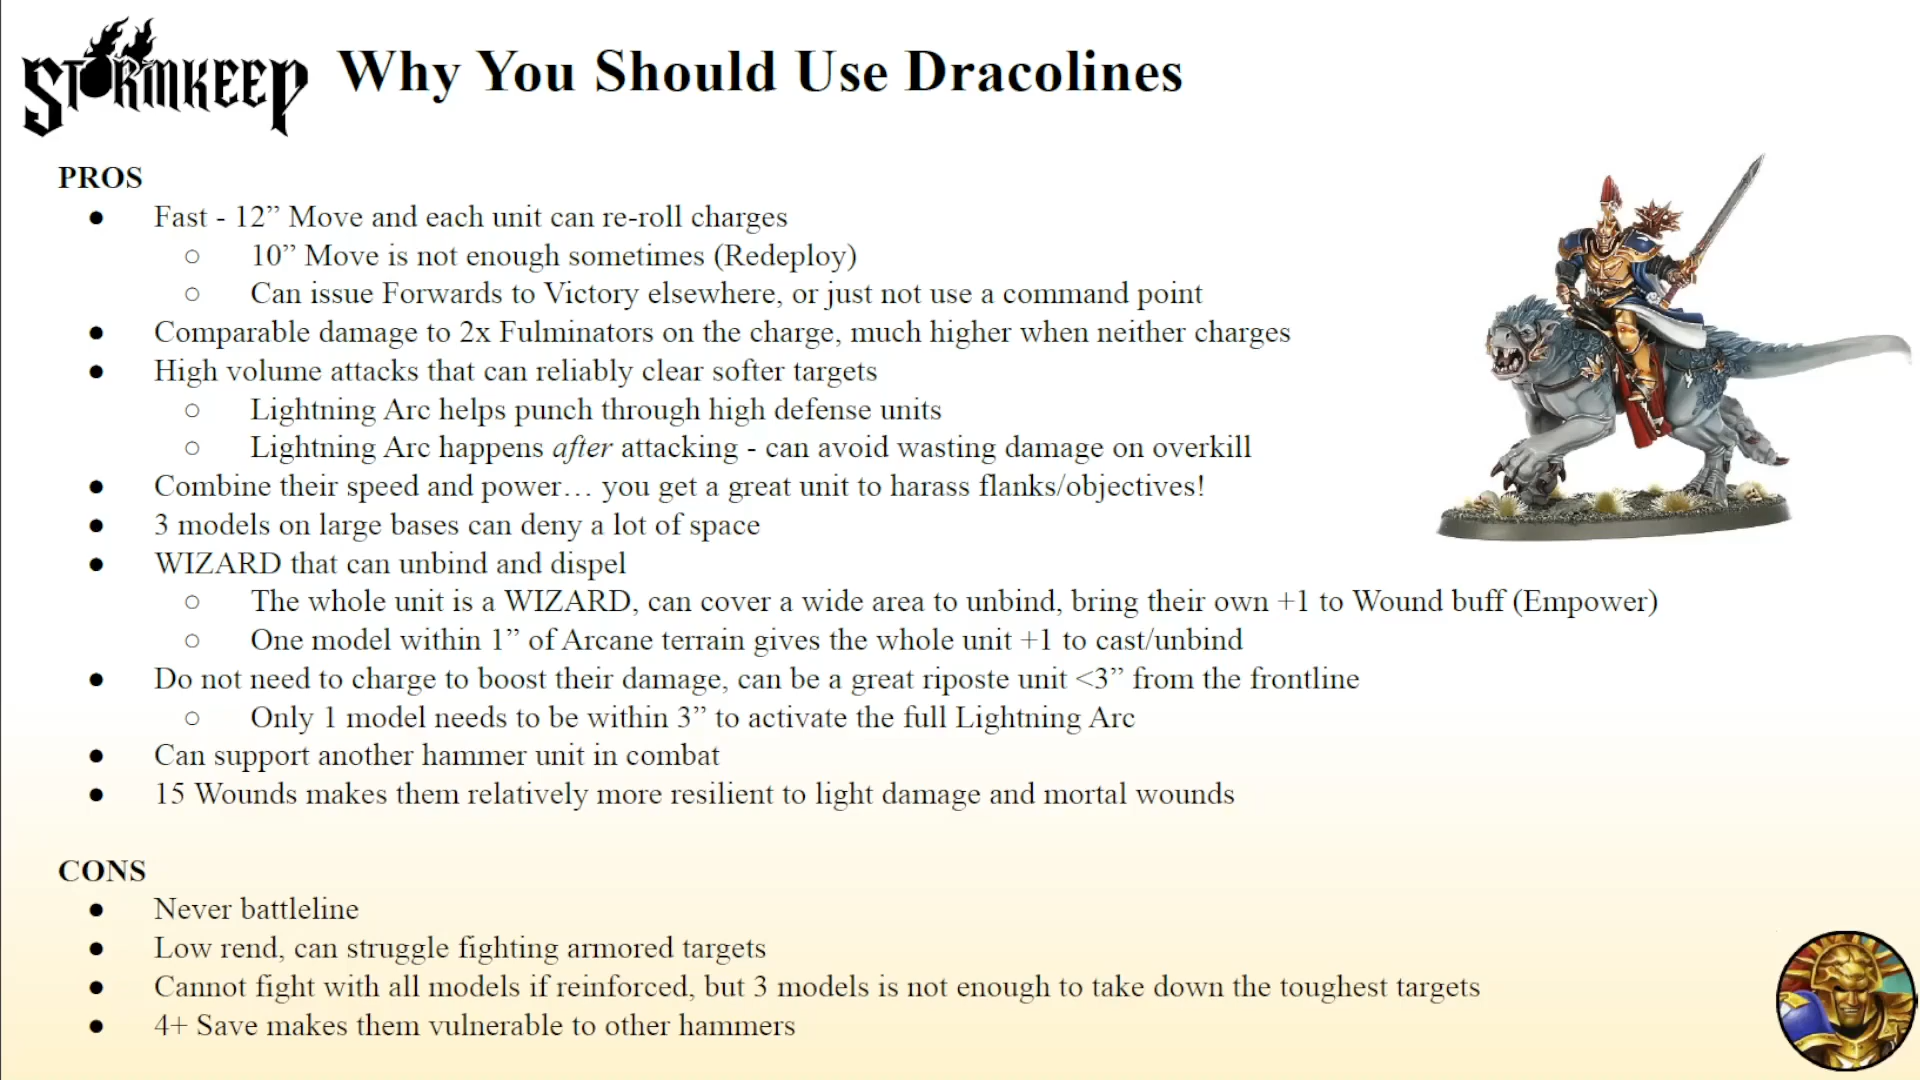 STORMKEEP
Why You Should Use Dracolines
PROS
● Fast - 12” Move and each unit can re-roll charges
○ 10” Move is not enough sometimes (Redeploy)
○ Can issue Forwards to Victory elsewhere, or just not use a command point
● Comparable damage to 2x Fulminators on the charge, much higher when neither charges
● High volume attacks that can reliably clear softer targets
○ Lightning Arc helps punch through high defense units
○ Lightning Arc happens after attacking - can avoid wasting damage on overkill
● Combine their speed and power… you get a great unit to harass flanks/objectives!
● 3 models on large bases can deny a lot of space
● WIZARD that can unbind and dispel
○ The whole unit is a WIZARD, can cover a wide area to unbind, bring their own +1 to Wound buff (Empower)
○ One model within 1” of Arcane terrain gives the whole unit +1 to cast/unbind
● Do not need to charge to boost their damage, can be a great riposte unit <3” from the frontline
○ Only 1 model needs to be within 3” to activate the full Lightning Arc
● Can support another hammer unit in combat
● 15 Wounds makes them relatively more resilient to light damage and mortal wounds
CONS
● Never battleline
● Low rend, can struggle fighting armored targets
● Cannot fight with all models if reinforced, but 3 models is not enough to take down the toughest targets
● 4+ Save makes them vulnerable to other hammers